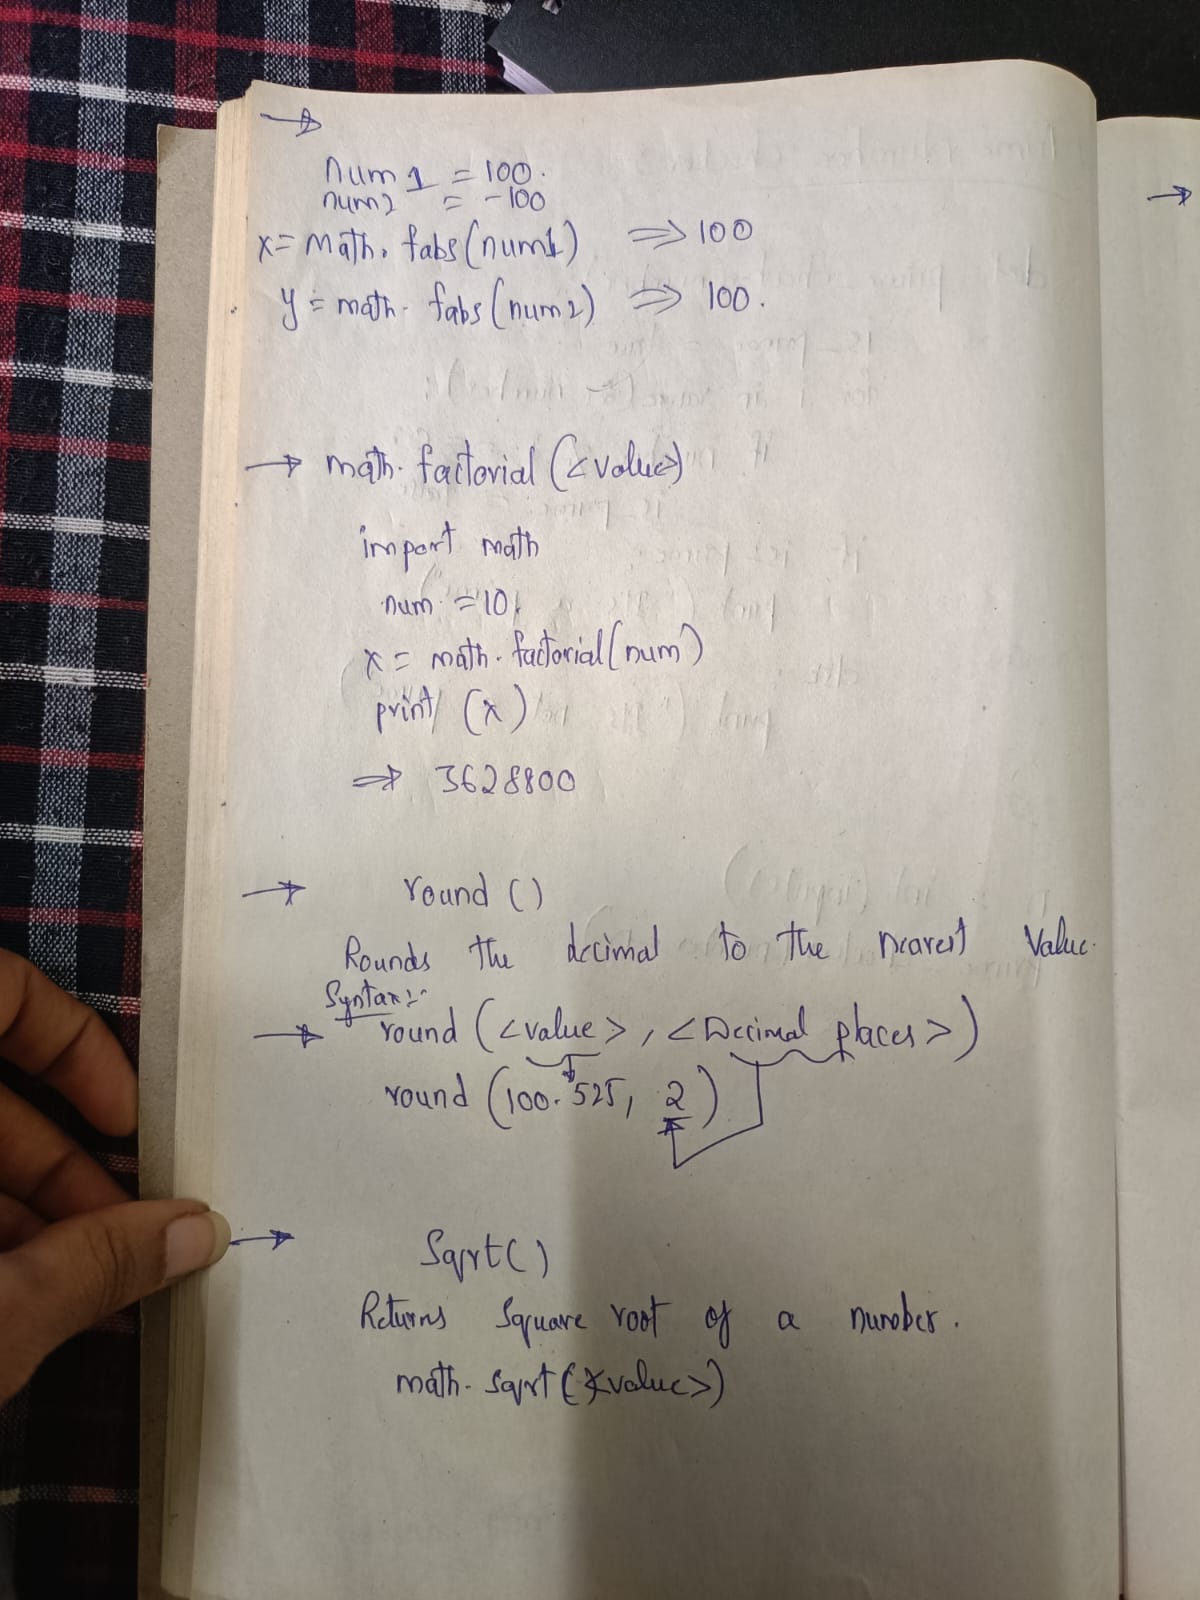 →
num1 = 100.
num2 = -100
x = math. fabs(num1) ⇒ 100
y = math. fabs(num2) ⇒ 100.
→ math. factorial (<value>)
import math
num = 10
x = math. factorial(num)
print (x)
⇒ 3628800
→ round ()
Rounds the decimal to the nearest Value.
Syntax:-
→ round (<value>, <Decimal places>)
round (100.525, 2)
→ Sqrt()
Returns square root of a number.
math. sqrt(<value>)
→